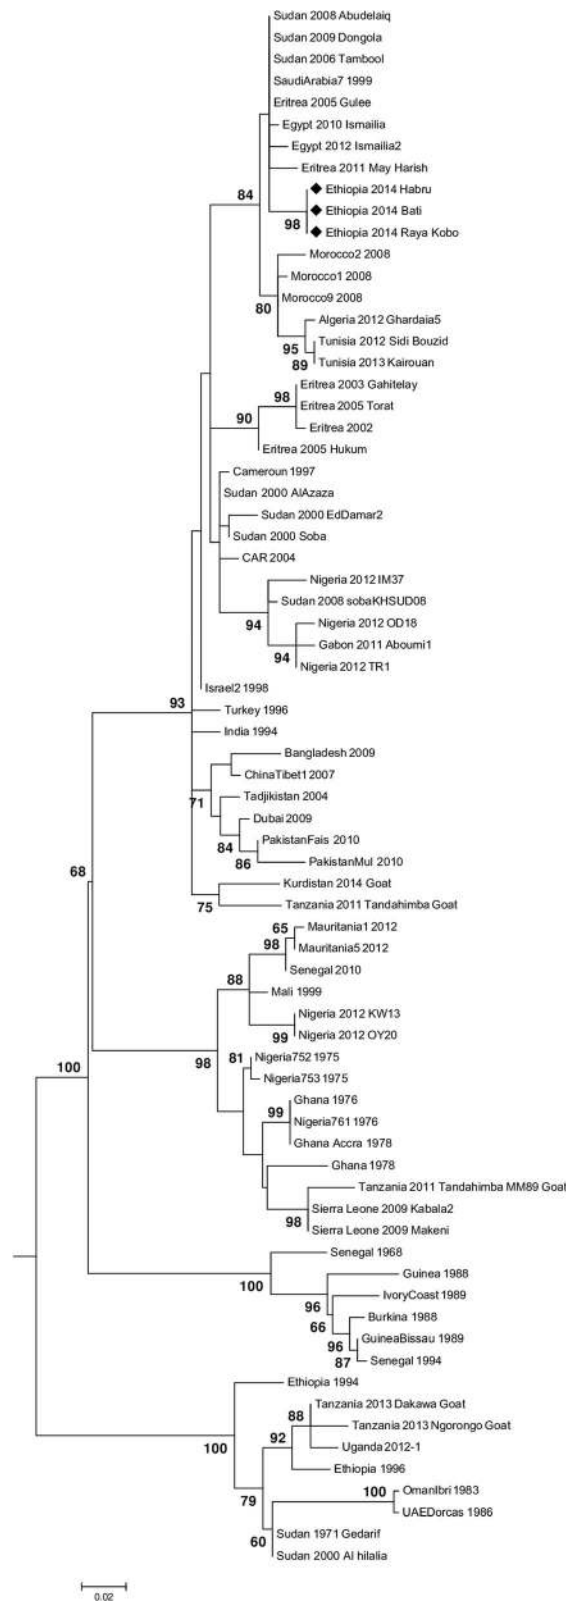 Sudan 2008 Abudelaiq
Sudan 2009 Dongola
Sudan 2006 Tambool
SaudiArabia7 1999
Eritrea 2005 Gulee
Egypt 2010 Ismailia
Egypt 2012 Ismailia2
Eritrea 2011 May Harish
84
Ethiopia 2014 Habru
Ethiopia 2014 Bati
98
Ethiopia 2014 Raya Kobo
Morocco2 2008
Morocco1 2008
Morocco9 2008
80
Algeria 2012 Ghardaia5
Tunisia 2012 Sidi Bouzid
95
Tunisia 2013 Kairouan
89
Eritrea 2003 Gahitelay
98
Eritrea 2005 Torat
90
Eritrea 2002
Eritrea 2005 Hukum
Cameroun 1997
Sudan 2000 AlAzaza
Sudan 2000 EdDamar2
Sudan 2000 Soba
CAR 2004
Nigeria 2012 IM37
Sudan 2008 sobaKHSUD08
94
Nigeria 2012 OD18
Gabon 2011 Aboumi1
94
Nigeria 2012 TR1
Israel2 1998
93
Turkey 1996
India 1994
Bangladesh 2009
ChinaTibet1 2007
71
Tadjikistan 2004
Dubai 2009
84
PakistanFais 2010
86
PakistanMul 2010
68
Kurdistan 2014 Goat
75
Tanzania 2011 Tandahimba Goat
65
Mauritania1 2012
98
Mauritania5 2012
Senegal 2010
88
Mali 1999
Nigeria 2012 KW13
99
Nigeria 2012 OY20
98
81
Nigeria752 1975
100
Nigeria753 1975
Ghana 1976
99
Nigeria761 1976
Ghana Accra 1978
Ghana 1978
Tanzania 2011 Tandahimba MM89 Goat
Sierra Leone 2009 Kabala2
98
Sierra Leone 2009 Makeni
Senegal 1968
100
Guinea 1988
96
IvoryCoast 1989
66
Burkina 1988
96
GuineaBissau 1989
87
Senegal 1994
Ethiopia 1994
Tanzania 2013 Dakawa Goat
88
Tanzania 2013 Ngorongo Goat
100
92
Uganda 2012-1
Ethiopia 1996
79
100
OmanIbri 1983
UAEDorcas 1986
Sudan 1971 Gedarif
60
Sudan 2000 Al hilalia
0.02